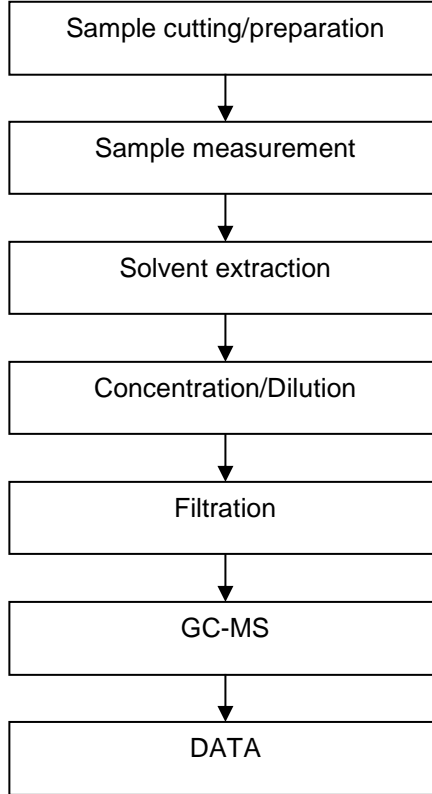 Sample cutting/preparation
Sample measurement
Solvent extraction
Concentration/Dilution
Filtration
GC-MS
DATA